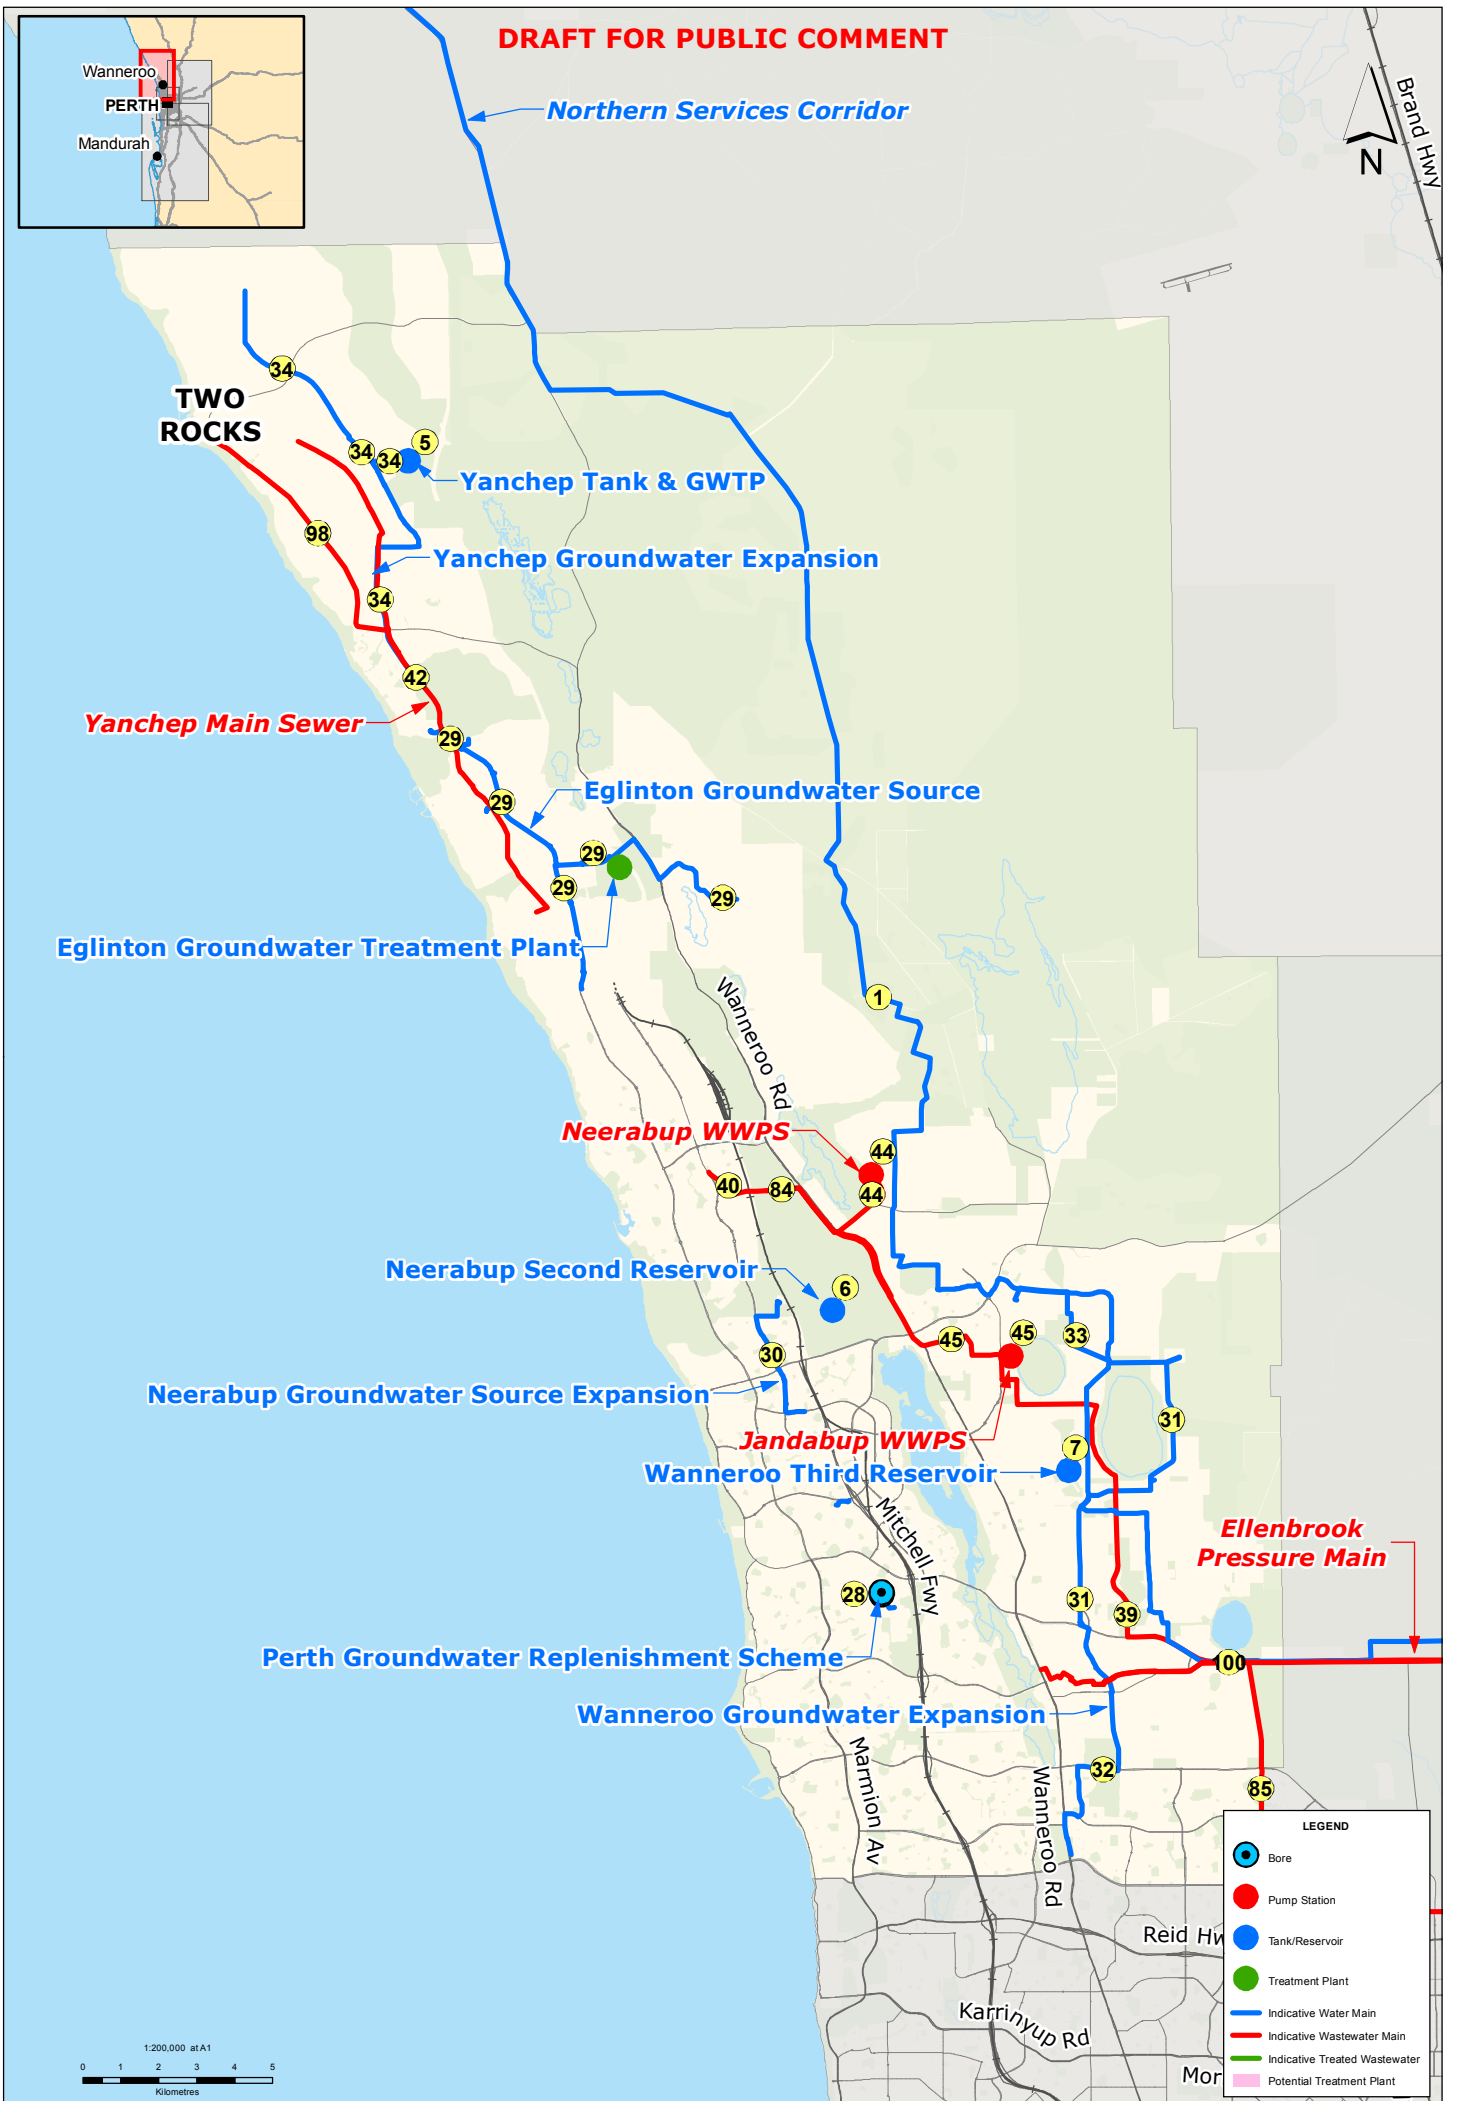 DRAFT FOR PUBLIC COMMENT
Wanneroo
PERTH
Mandurah
Northern Services Corridor
Brand Hwy
N
34
TWO
ROCKS
34
34
5
Yanchep Tank & GWTP
98
Yanchep Groundwater Expansion
34
42
Yanchep Main Sewer
29
Eglinton Groundwater Source
29
29
29
29
Eglinton Groundwater Treatment Plant
1
Wanneroo Rd
Neerabup WWPS
44
44
40
84
Neerabup Second Reservoir
6
45
45
33
30
Neerabup Groundwater Source Expansion
31
Jandabup WWPS
7
Wanneroo Third Reservoir
Mitchell Fwy
Ellenbrook
Pressure Main
28
31
39
Perth Groundwater Replenishment Scheme
100
Wanneroo Groundwater Expansion
Marmion Av
Wanneroo Rd
32
85
LEGEND
Bore
Pump Station
Tank/Reservoir
Treatment Plant
Indicative Water Main
Indicative Wastewater Main
Indicative Treated Wastewater
Potential Treatment Plant
Reid Hw
Karrinyup Rd
Mor
1:200,000 at A1
0 1 2 3 4 5
Kilometres